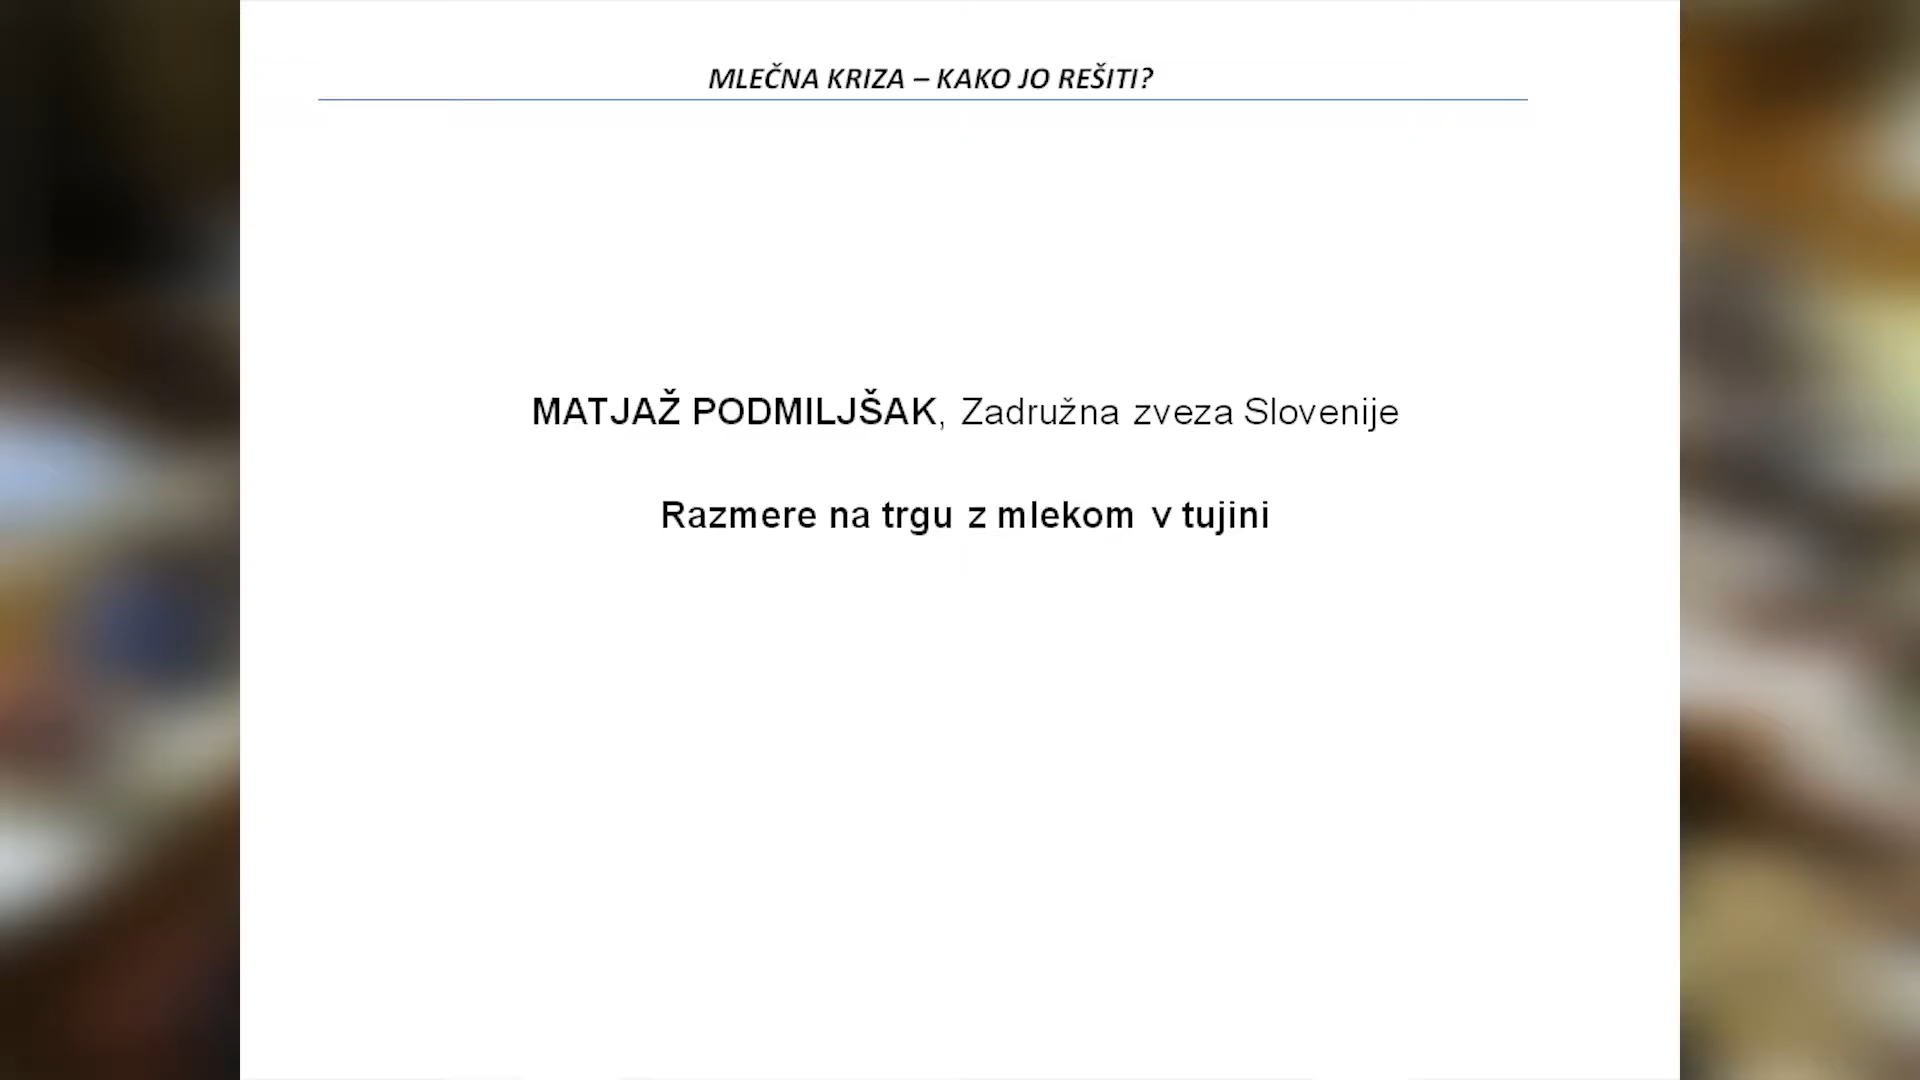 MLEČNA KRIZA – KAKO JO REŠITI?
MATJAŽ PODMILJŠAK, Zadružna zveza Slovenije
Razmere na trgu z mlekom v tujini